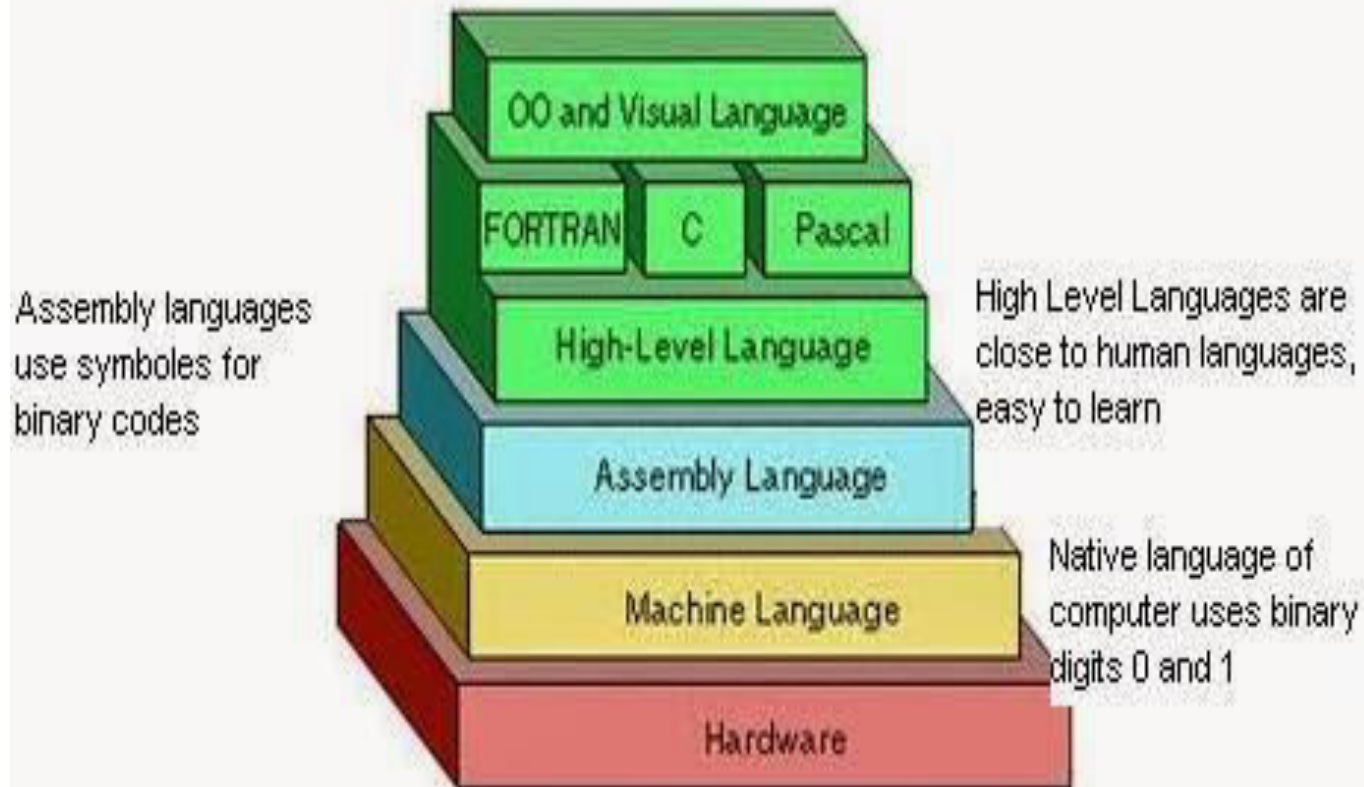 OO and Visual Language
FORTRAN C Pascal
High-Level Language
Assembly Language
Machine Language
Hardware
Assembly languages
use symboles for
binary codes
High Level Languages are
close to human languages,
easy to learn
Native language of
computer uses binary
digits 0 and 1